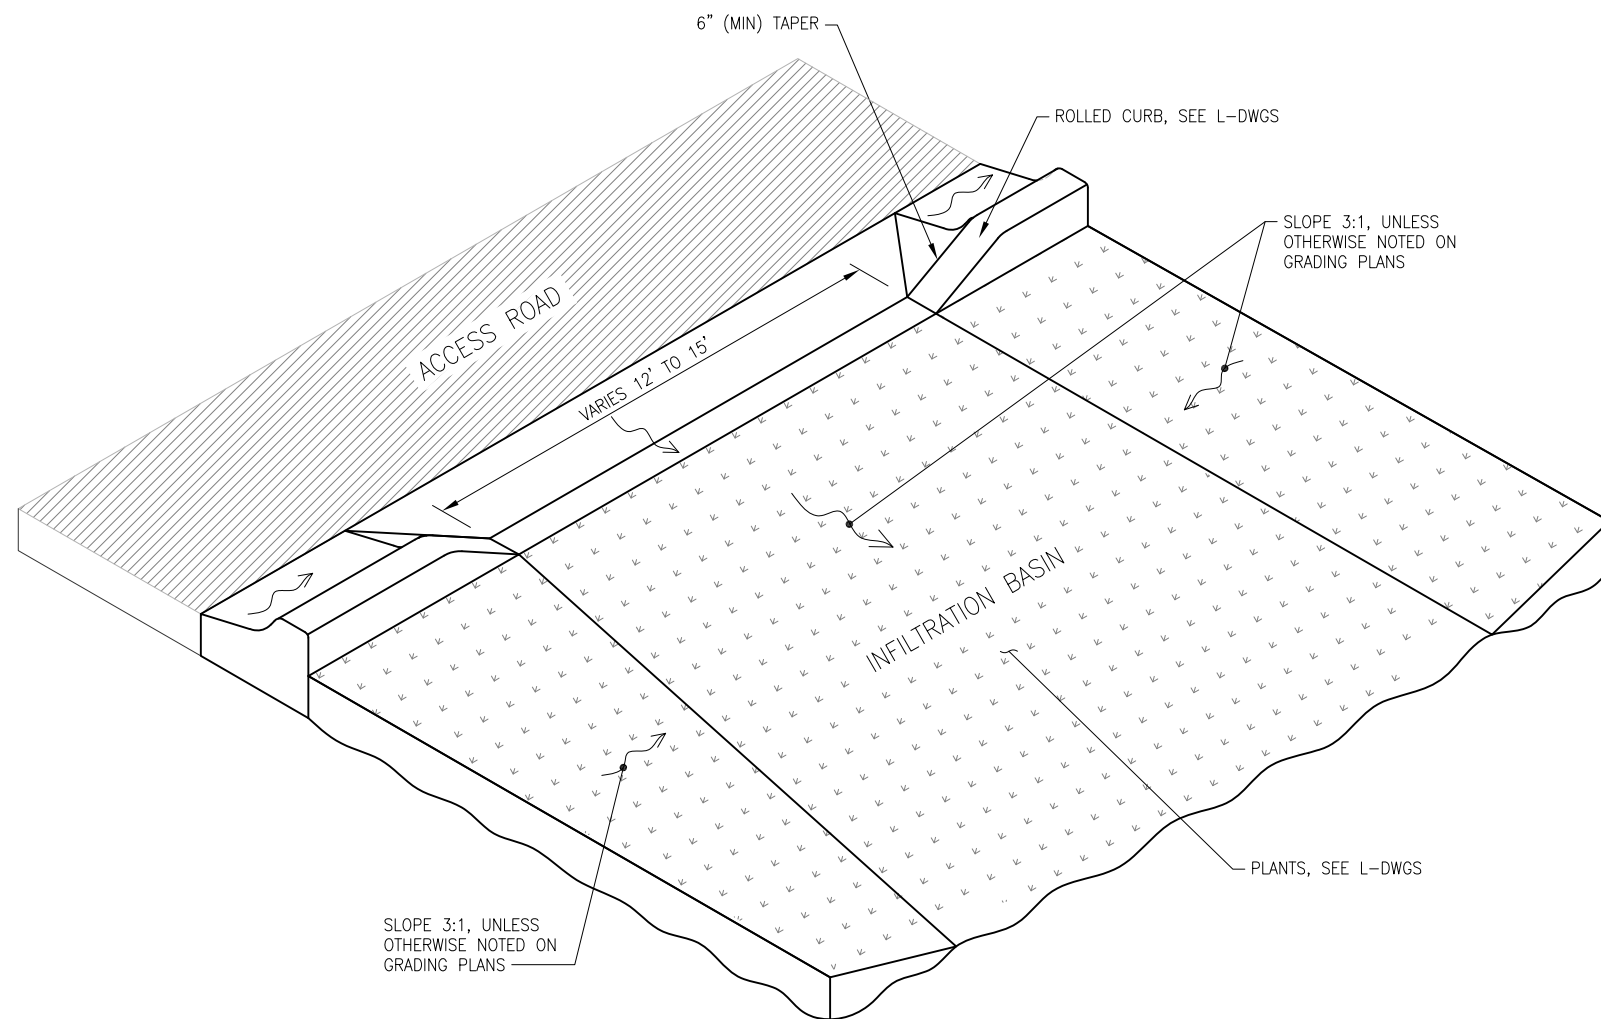 6" (MIN) TAPER
ROLLED CURB, SEE L-DWGS
SLOPE 3:1, UNLESS
OTHERWISE NOTED ON
GRADING PLANS
ACCESS ROAD
VARIES 12' TO 15'
INFILTRATION BASIN
PLANTS, SEE L-DWGS
SLOPE 3:1, UNLESS
OTHERWISE NOTED ON
GRADING PLANS